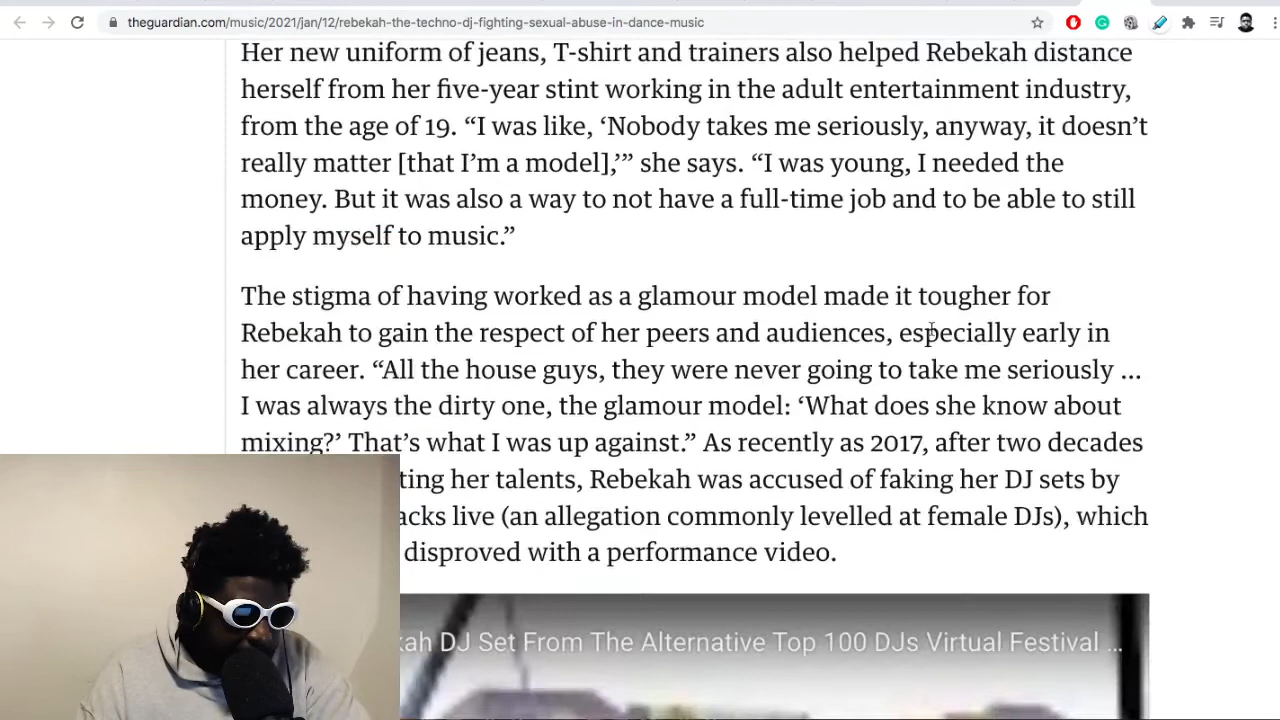 theguardian.com/music/2021/jan/12/rebekah-the-techno-dj-fighting-sexual-abuse-in-dance-music
Her new uniform of jeans, T-shirt and trainers also helped Rebekah distance
herself from her five-year stint working in the adult entertainment industry,
from the age of 19. “I was like, ‘Nobody takes me seriously, anyway, it doesn’t
really matter [that I’m a model],’” she says. “I was young, I needed the
money. But it was also a way to not have a full-time job and to be able to still
apply myself to music.”
The stigma of having worked as a glamour model made it tougher for
Rebekah to gain the respect of her peers and audiences, especially early in
her career. “All the house guys, they were never going to take me seriously ...
I was always the dirty one, the glamour model: ‘What does she know about
mixing?’ That’s what I was up against.” As recently as 2017, after two decades
ting her talents, Rebekah was accused of faking her DJ sets by
acks live (an allegation commonly levelled at female DJs), which
disproved with a performance video.
kah DJ Set From The Alternative Top 100 DJs Virtual Festival ...